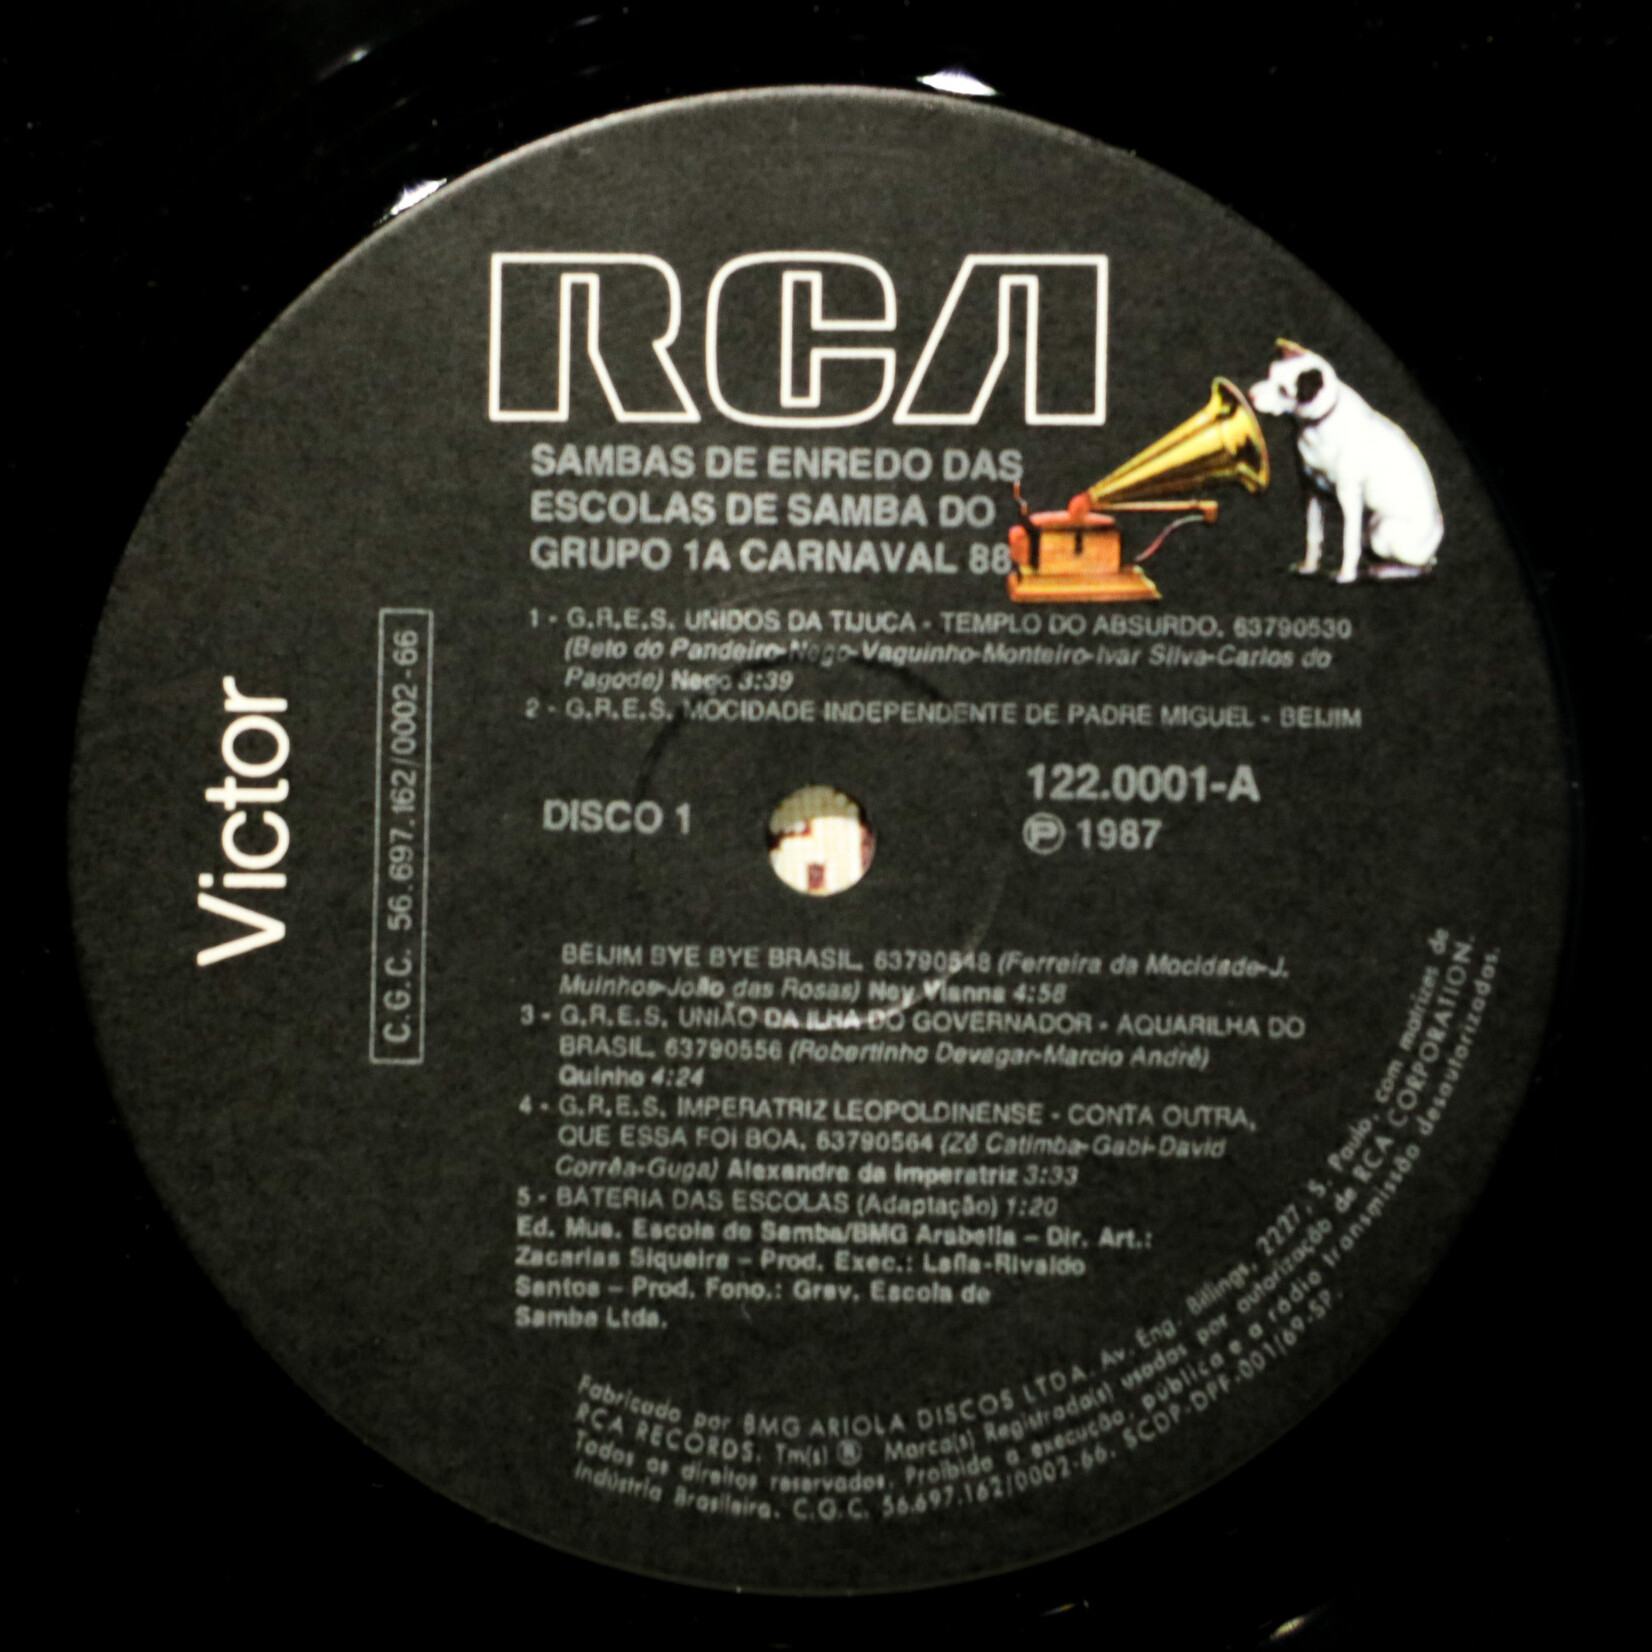 RCA
SAMBAS DE ENREDO DAS
ESCOLAS DE SAMBA DO
GRUPO 1A CARNAVAL 88
1 - G.R.E.S. UNIDOS DA TIJUCA - TEMPLO DO ABSURDO. 63790530
(Beto do Pandeiro-Nego-Vaguinho-Monteiro-Ivar Silva-Carlos do
Pagode) Nego 3:39
2 - G.R.E.S. MOCIDADE INDEPENDENTE DE PADRE MIGUEL - BEIJIM
DISCO 1
122.0001-A
Ⓟ 1987
BEIJIM BYE BYE BRASIL. 63790548 (Ferreira da Mocidade-J.
Muinhos-João das Rosas) Ney Vianna 4:58
3 - G.R.E.S. UNIÃO DA ILHA DO GOVERNADOR - AQUARILHA DO
BRASIL. 63790556 (Robertinho Devagar-Marcio André)
Quinho 4:24
4 - G.R.E.S. IMPERATRIZ LEOPOLDINENSE - CONTA OUTRA,
QUE ESSA FOI BOA. 63790564 (Zé Catimba-Gabi-David
Corrêa-Guga) Alexandre da Imperatriz 3:33
5 - BATERIA DAS ESCOLAS (Adaptação) 1:20
Ed. Mus. Escola de Samba/BMG Arabella – Dir. Art.:
Zacarias Siqueira – Prod. Exec.: Laíla-Rivaldo
Santos – Prod. Fono.: Grav. Escola de
Samba Ltda.
Victor
C.G.C. 56.697.162/0002-66
Fabricado por BMG ARIOLA DISCOS LTDA. Av. Eng. Billings, 2227, S. Paulo, com matrizes de
RCA RECORDS. Tm(s) ® Marca(s) Registrada(s) usadas por autorização de RCA CORPORATION.
Todos os direitos reservados. Proibida a execução, pública e a rádio transmissão desautorizadas.
Indústria Brasileira. C.G.C. 56.697.162/0002-66. SCDP-DPF-001/69-SP.